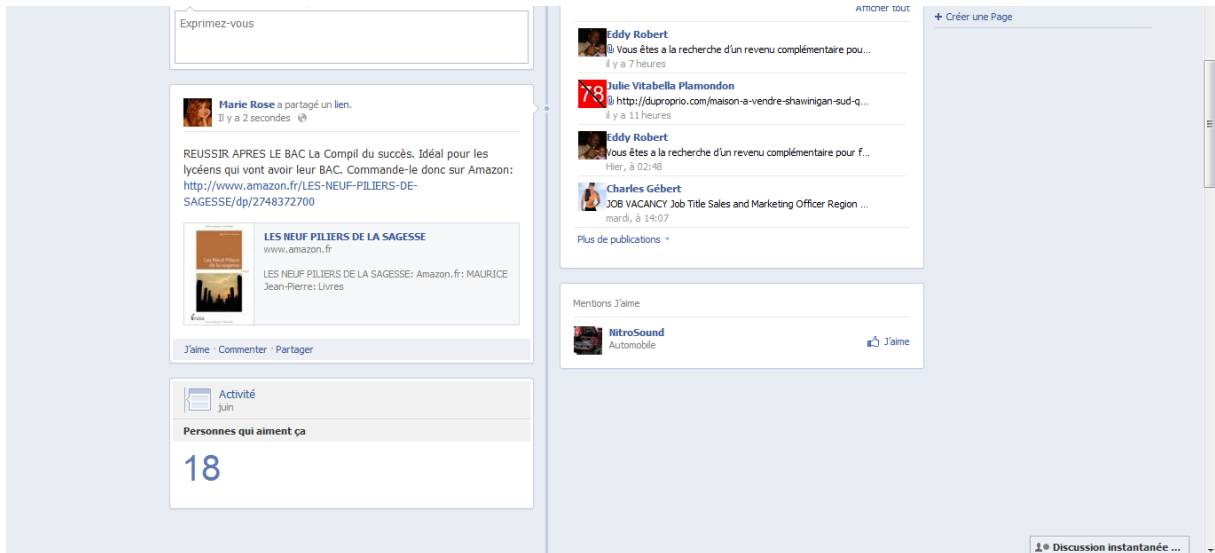 Exprimez-vous
Marie Rose a partagé un lien.
Il y a 2 secondes
REUSSIR APRES LE BAC La Compil du succès. Idéal pour les
lycéens qui vont avoir leur BAC. Commande-le donc sur Amazon:
http://www.amazon.fr/LES-NEUF-PILIERS-DE-
SAGESSE/dp/2748372700
Les Neuf Piliers
de la sagesse
LES NEUF PILIERS DE LA SAGESSE
www.amazon.fr
LES NEUF PILIERS DE LA SAGESSE: Amazon.fr: MAURICE
Jean-Pierre: Livres
J'aime · Commenter · Partager
Activité
juin
Personnes qui aiment ça
18
Afficher tout
Eddy Robert
Vous êtes a la recherche d'un revenu complémentaire pou...
il y a 7 heures
78
Julie Vitabella Plamondon
http://duproprio.com/maison-a-vendre-shawinigan-sud-q...
il y a 11 heures
Eddy Robert
Vous êtes a la recherche d'un revenu complémentaire pour f...
Hier, à 02:48
Charles Gébert
JOB VACANCY Job Title Sales and Marketing Officer Region ...
mardi, à 14:07
Plus de publications
Mentions J'aime
NitroSound
Automobile
J'aime
+ Créer une Page
Discussion instantanée ...